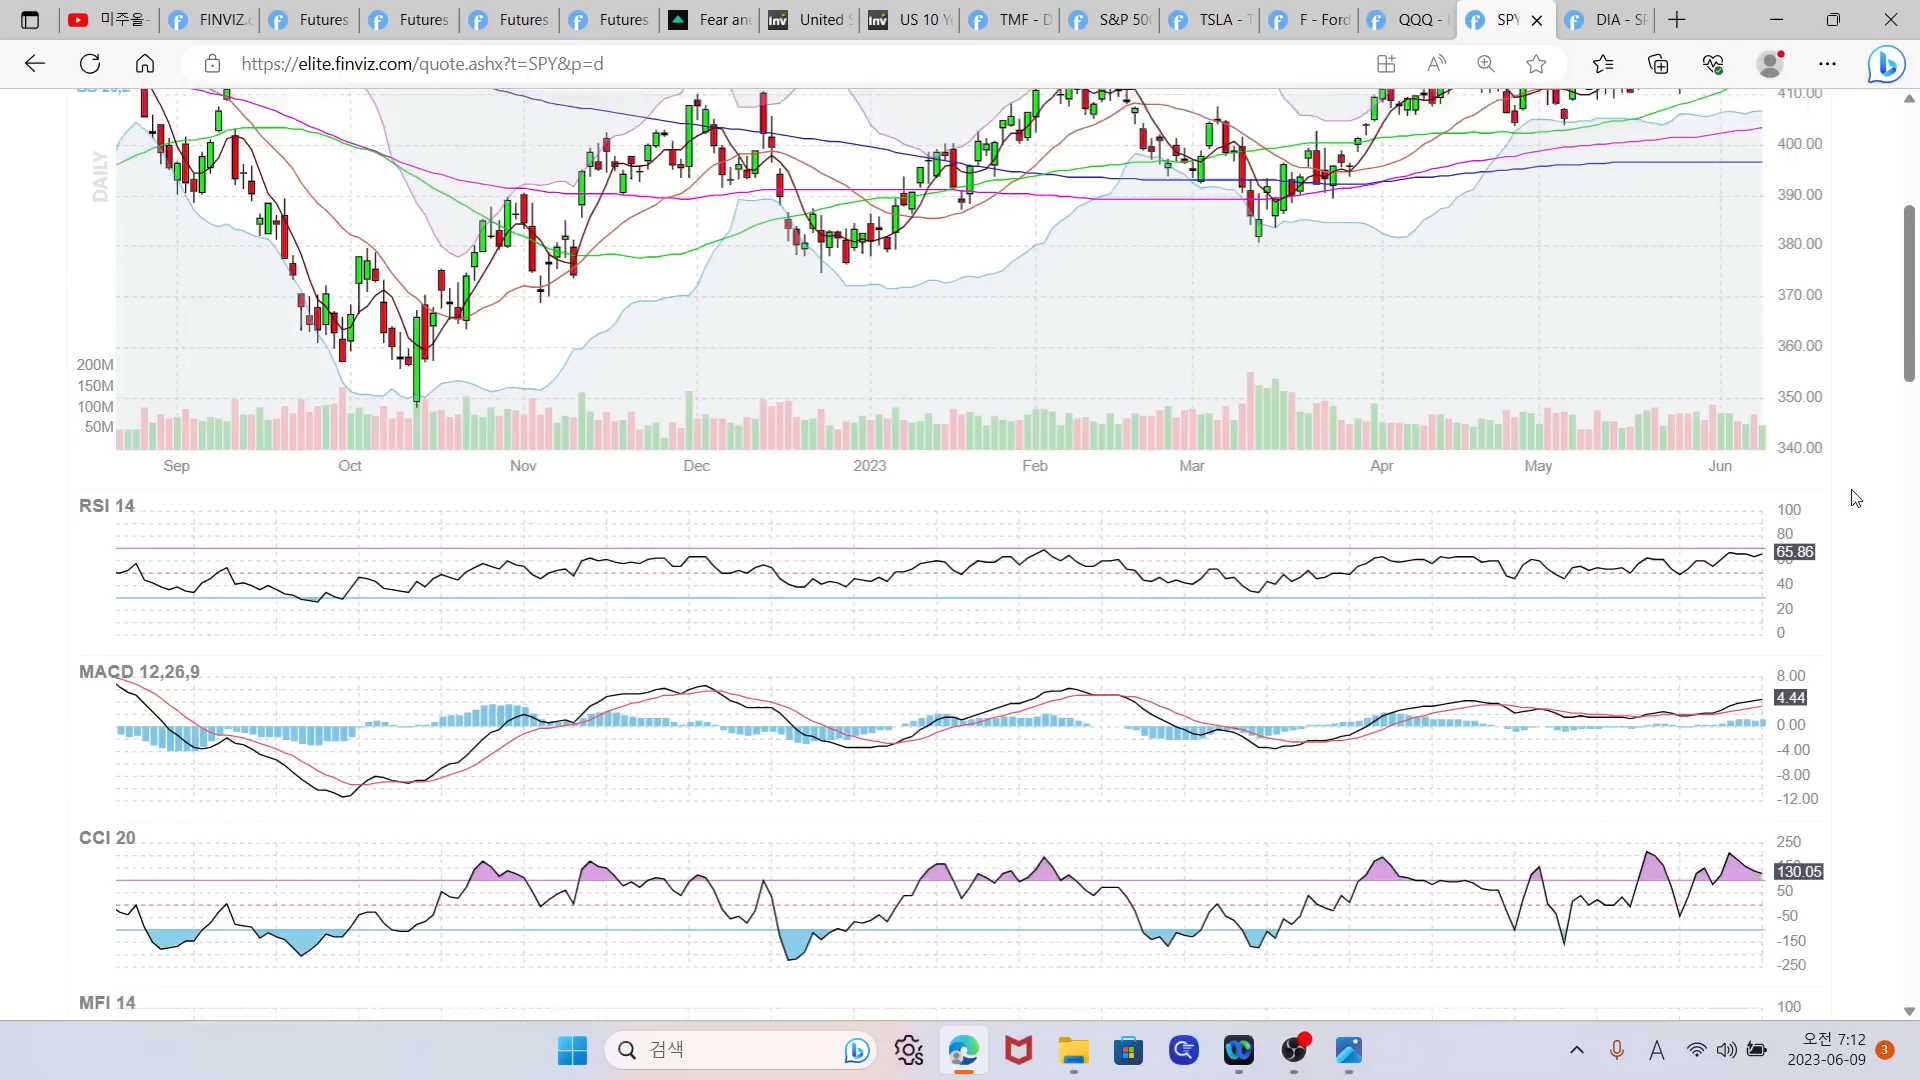 미주올-
FINVIZ.c
Futures
Futures
Futures
Futures
Fear an
United S
US 10 Y
TMF - D
S&P 50
TSLA - T
F - Ford
QQQ -
SPY
DIA - SP
https://elite.finviz.com/quote.ashx?t=SPY&p=d
DAILY
410.00
400.00
390.00
380.00
370.00
360.00
350.00
340.00
200M
150M
100M
50M
Sep Oct Nov Dec 2023 Feb Mar Apr May Jun
RSI 14
100
80
65.86
40
20
0
MACD 12,26,9
8.00
4.44
0.00
-4.00
-8.00
-12.00
CCI 20
250
130.05
50
-50
-150
-250
MFI 14
100
검색
오전 7:12
2023-06-09
3